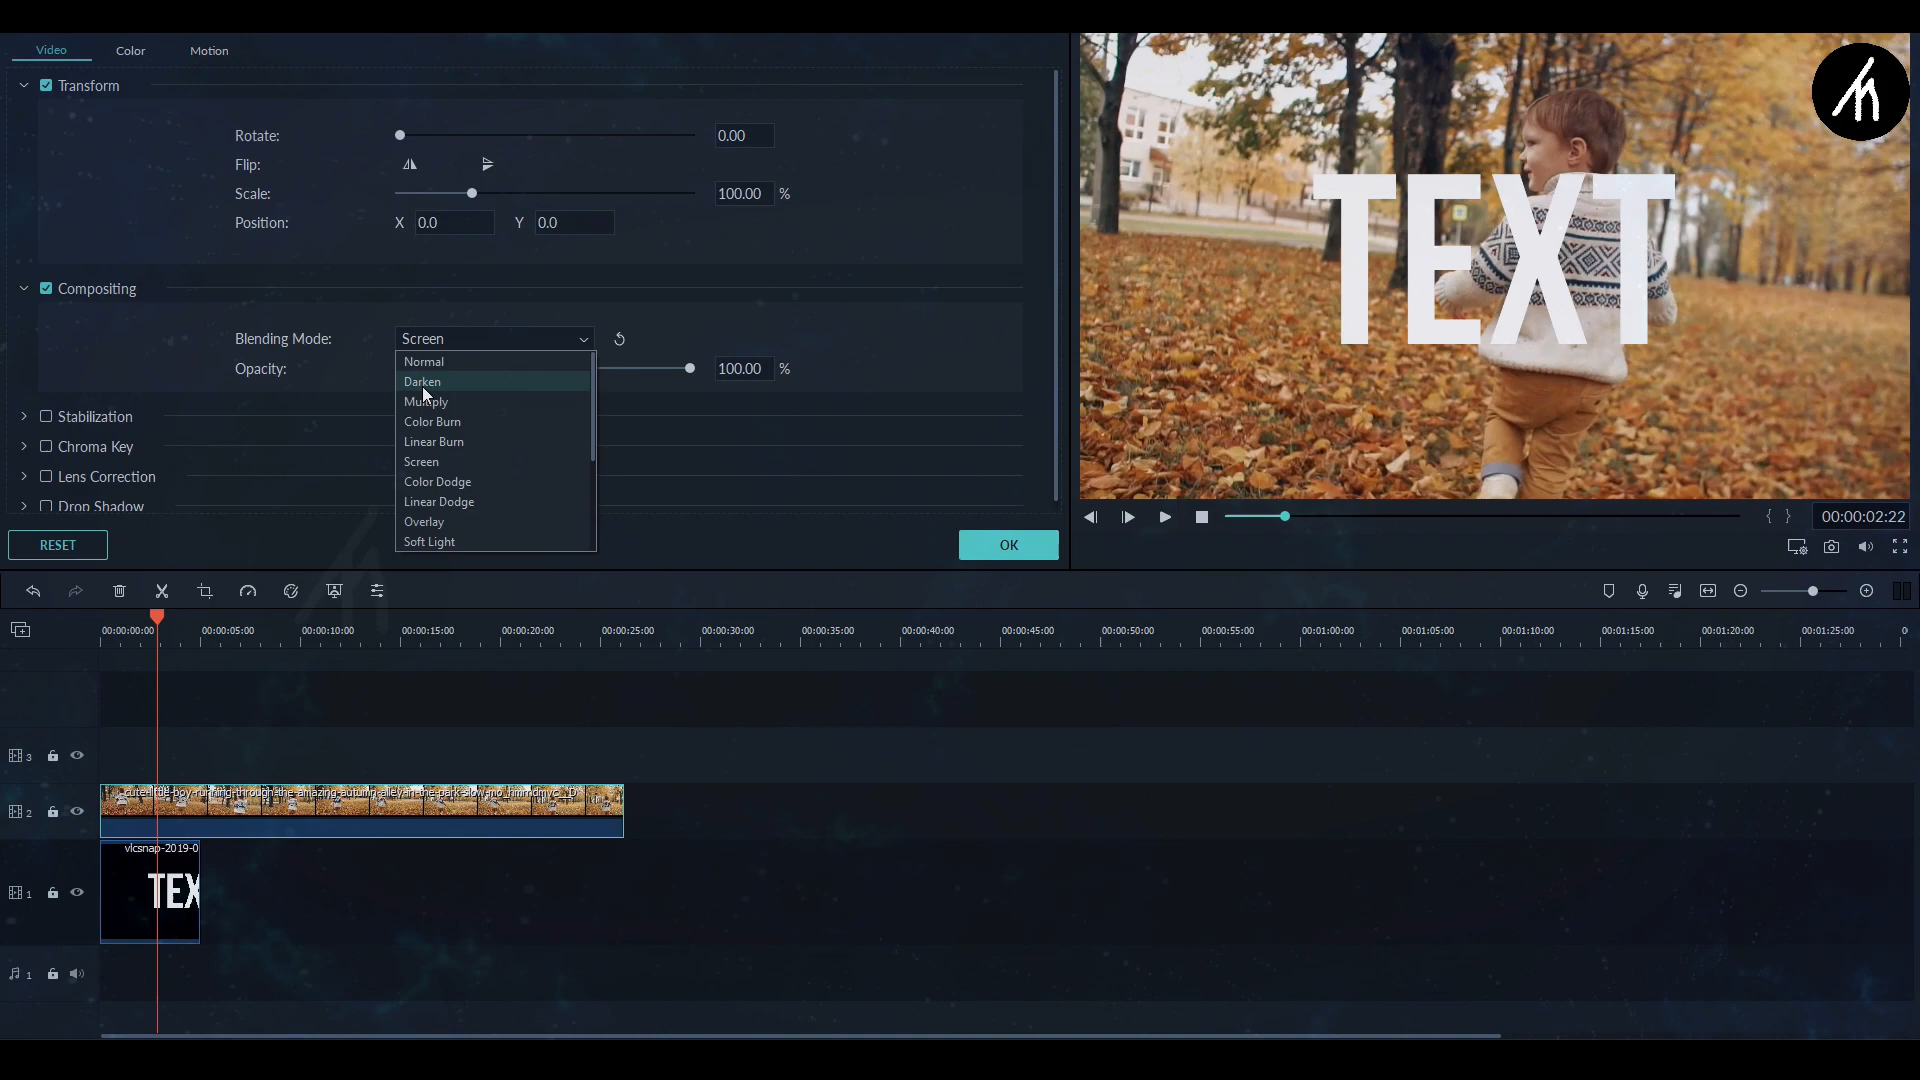 Video Color Motion
Transform
Rotate: 0.00
Flip:
Scale: 100.00 %
Position: X 0.0 Y 0.0
Compositing
Blending Mode: Screen
Opacity: 100.00 %
Normal
Darken
Multiply
Color Burn
Linear Burn
Screen
Color Dodge
Linear Dodge
Overlay
Soft Light
Stabilization
Chroma Key
Lens Correction
Drop Shadow
RESET OK
TEXT
{ } 00:00:02:22
00:00:00:00 00:00:05:00 00:00:10:00 00:00:15:00 00:00:20:00 00:00:25:00 00:00:30:00 00:00:35:00 00:00:40:00 00:00:45:00 00:00:50:00 00:00:55:00 00:01:00:00 00:01:05:00 00:01:10:00 00:01:15:00 00:01:20:00 00:01:25:00 0
3
2
cute-little-boy-running-through-the-amazing-autumn-alley-in-the-park-slow-mo
1
vlcsnap-2019-0
TEX
1